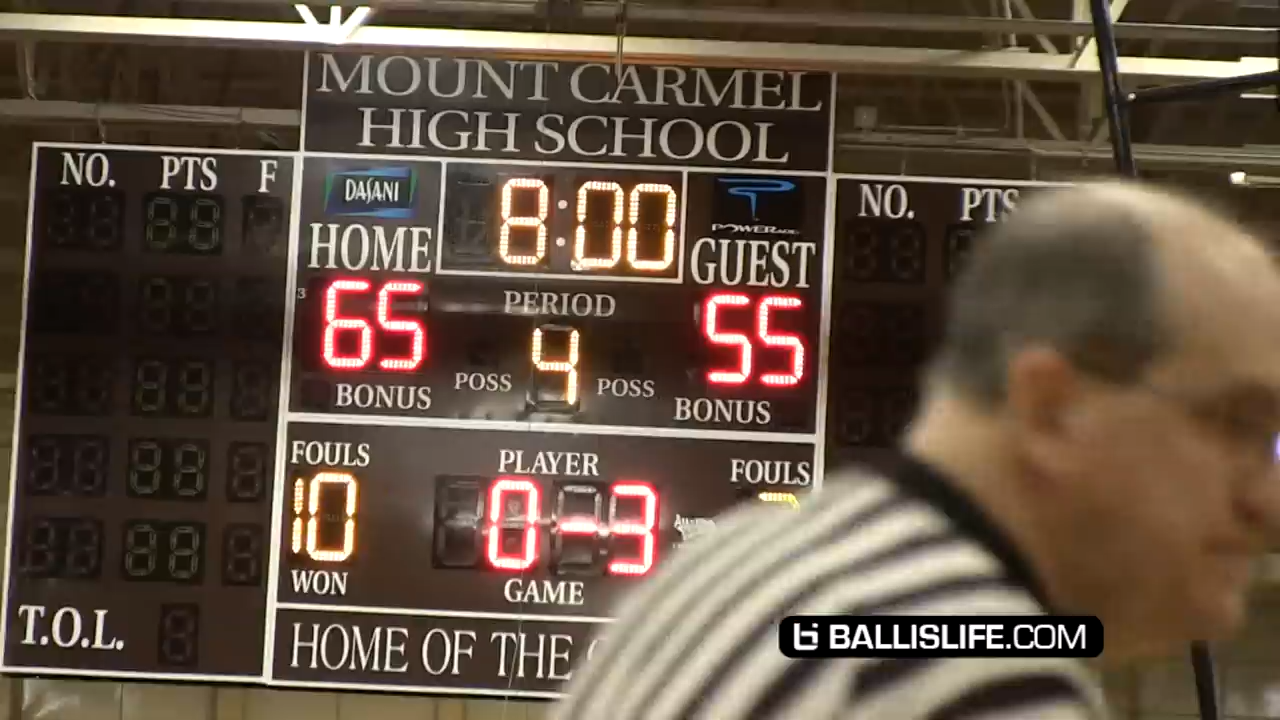 MOUNT CARMEL
HIGH SCHOOL
NO. PTS F
DASANI
8:00
POWERADE
NO. PTS
HOME
GUEST
65
PERIOD
55
4
POSS
POSS
BONUS
BONUS
FOULS
PLAYER
FOULS
10
0-3
WON
GAME
T.O.L.
HOME OF THE
BALLISLIFE.COM